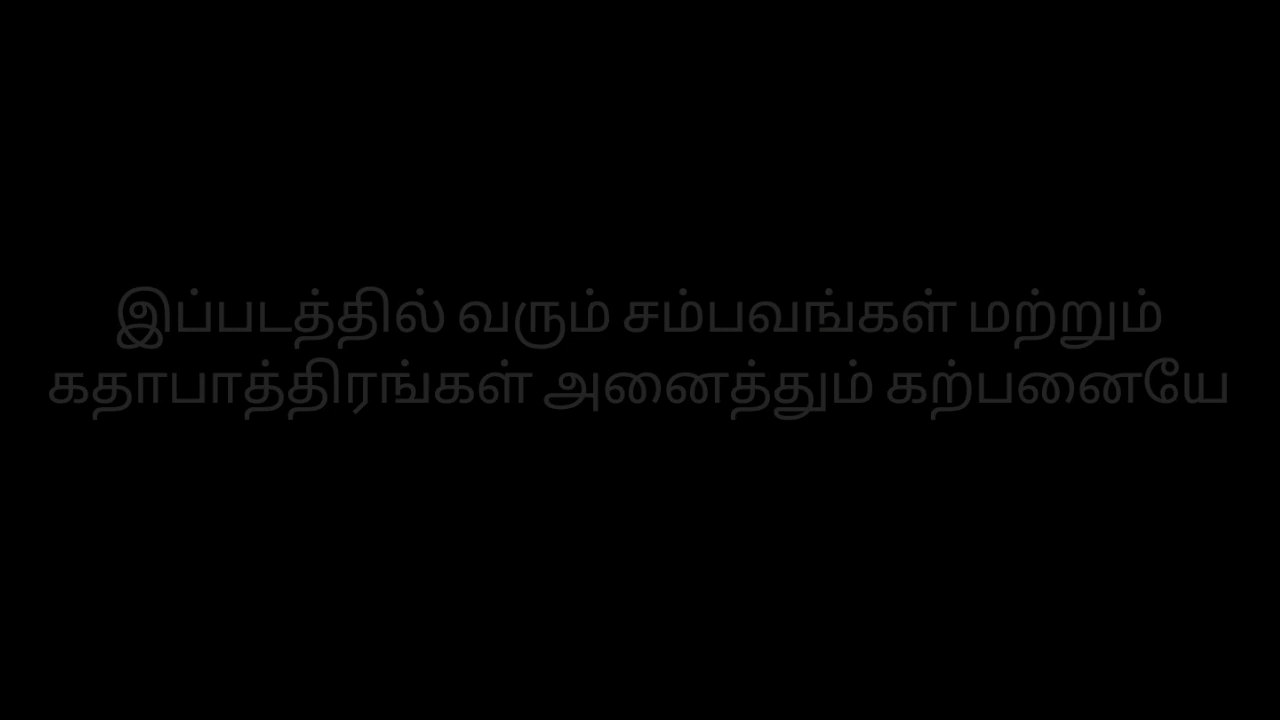 இப்படத்தில் வரும் சம்பவங்கள் மற்றும்
கதாபாத்திரங்கள் அனைத்தும் கற்பனையே